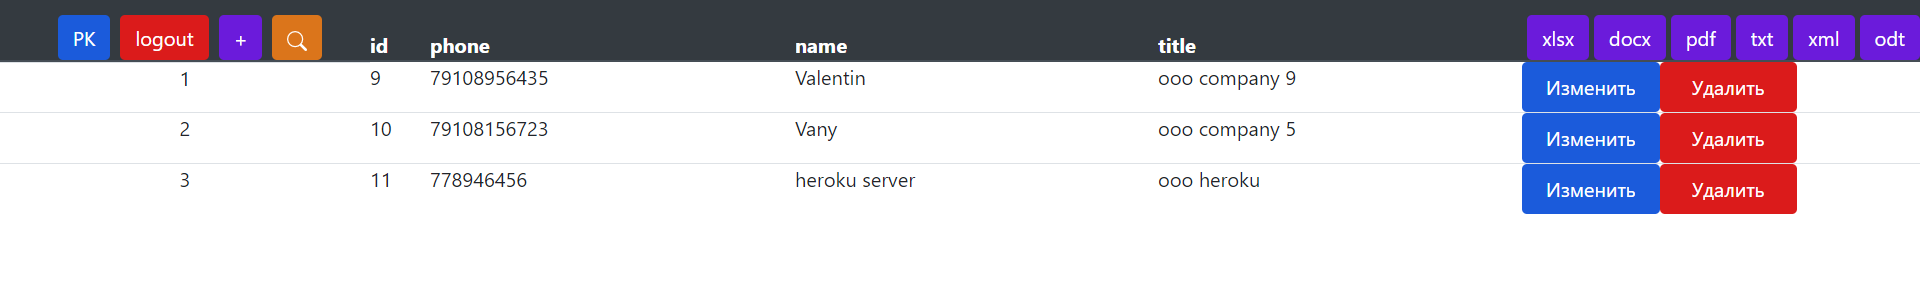 PK logout + id phone name title xlsx docx pdf txt xml odt
1 9 79108956435 Valentin ooo company 9 Изменить Удалить
2 10 79108156723 Vany ooo company 5 Изменить Удалить
3 11 778946456 heroku server ooo heroku Изменить Удалить